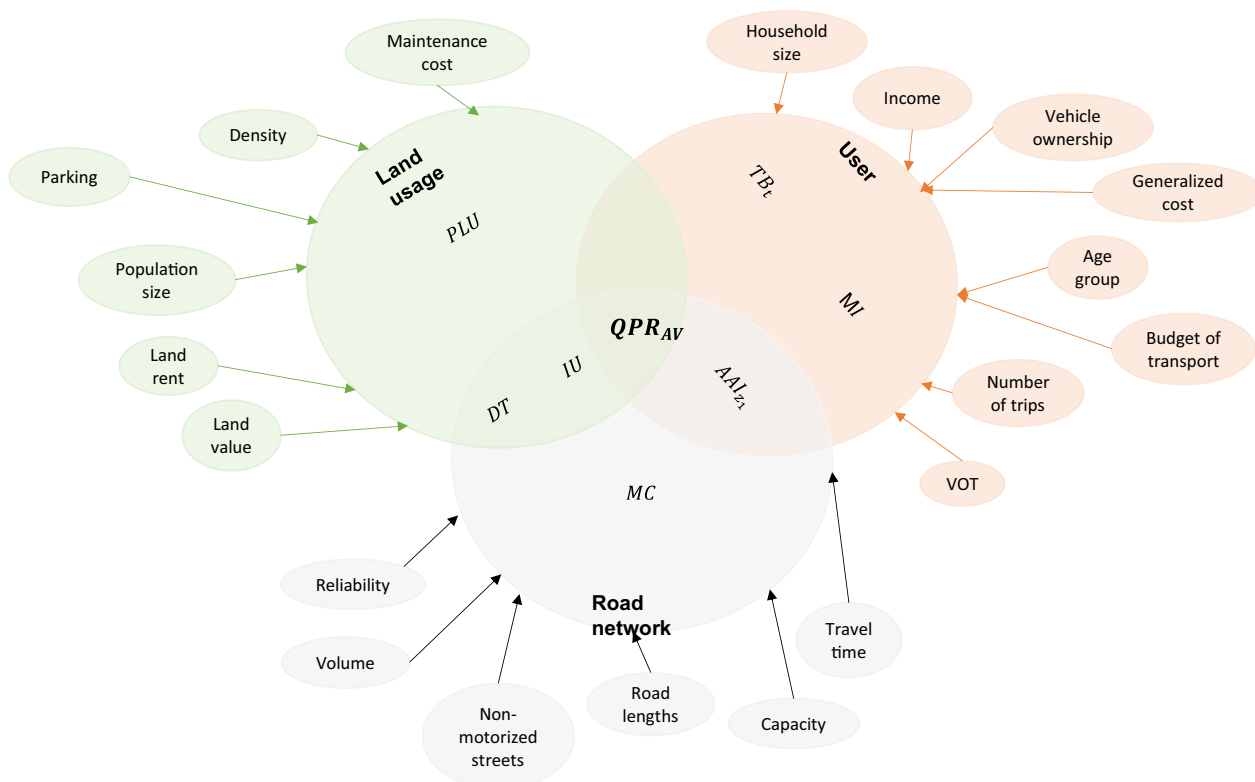 Maintenance
cost
Household
size
Income
Density
Vehicle
ownership
Parking
Land
usage
User
Generalized
cost
TBₜ
PLU
Population
size
Age
group
MI
QPR_AV
Budget of
transport
Land
rent
IU
AAI_z₁
Number
of trips
DT
Land
value
VOT
MC
Reliability
Road
network
Travel
time
Volume
Non-
motorized
streets
Road
lengths
Capacity